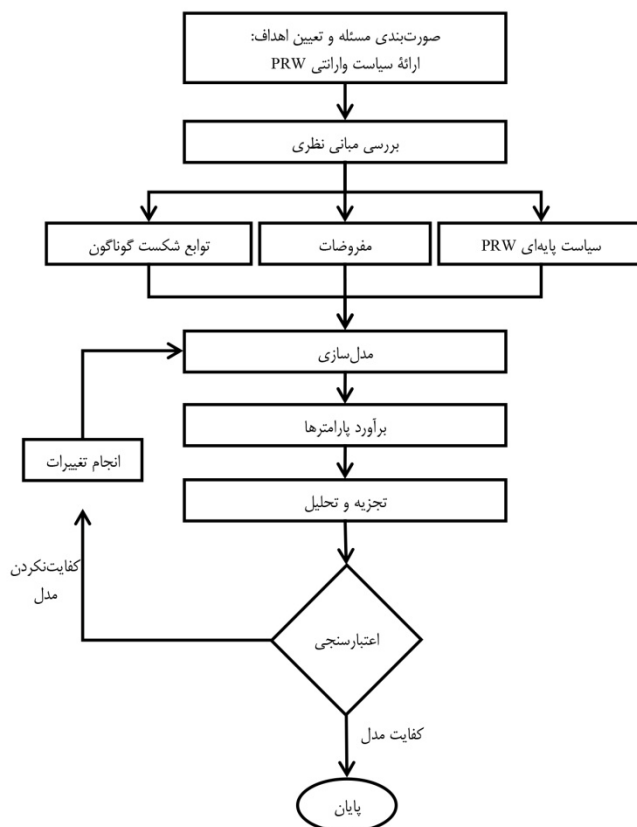 صورت‌بندی مسئله و تعیین اهداف:
ارائۀ سیاست وارانتی PRW
بررسی مبانی نظری
سیاست پایه‌ای PRW
مفروضات
توابع شکست گوناگون
مدل‌سازی
برآورد پارامترها
انجام تغییرات
تجزیه و تحلیل
کفایت‌نکردن
مدل
اعتبارسنجی
کفایت مدل
پایان